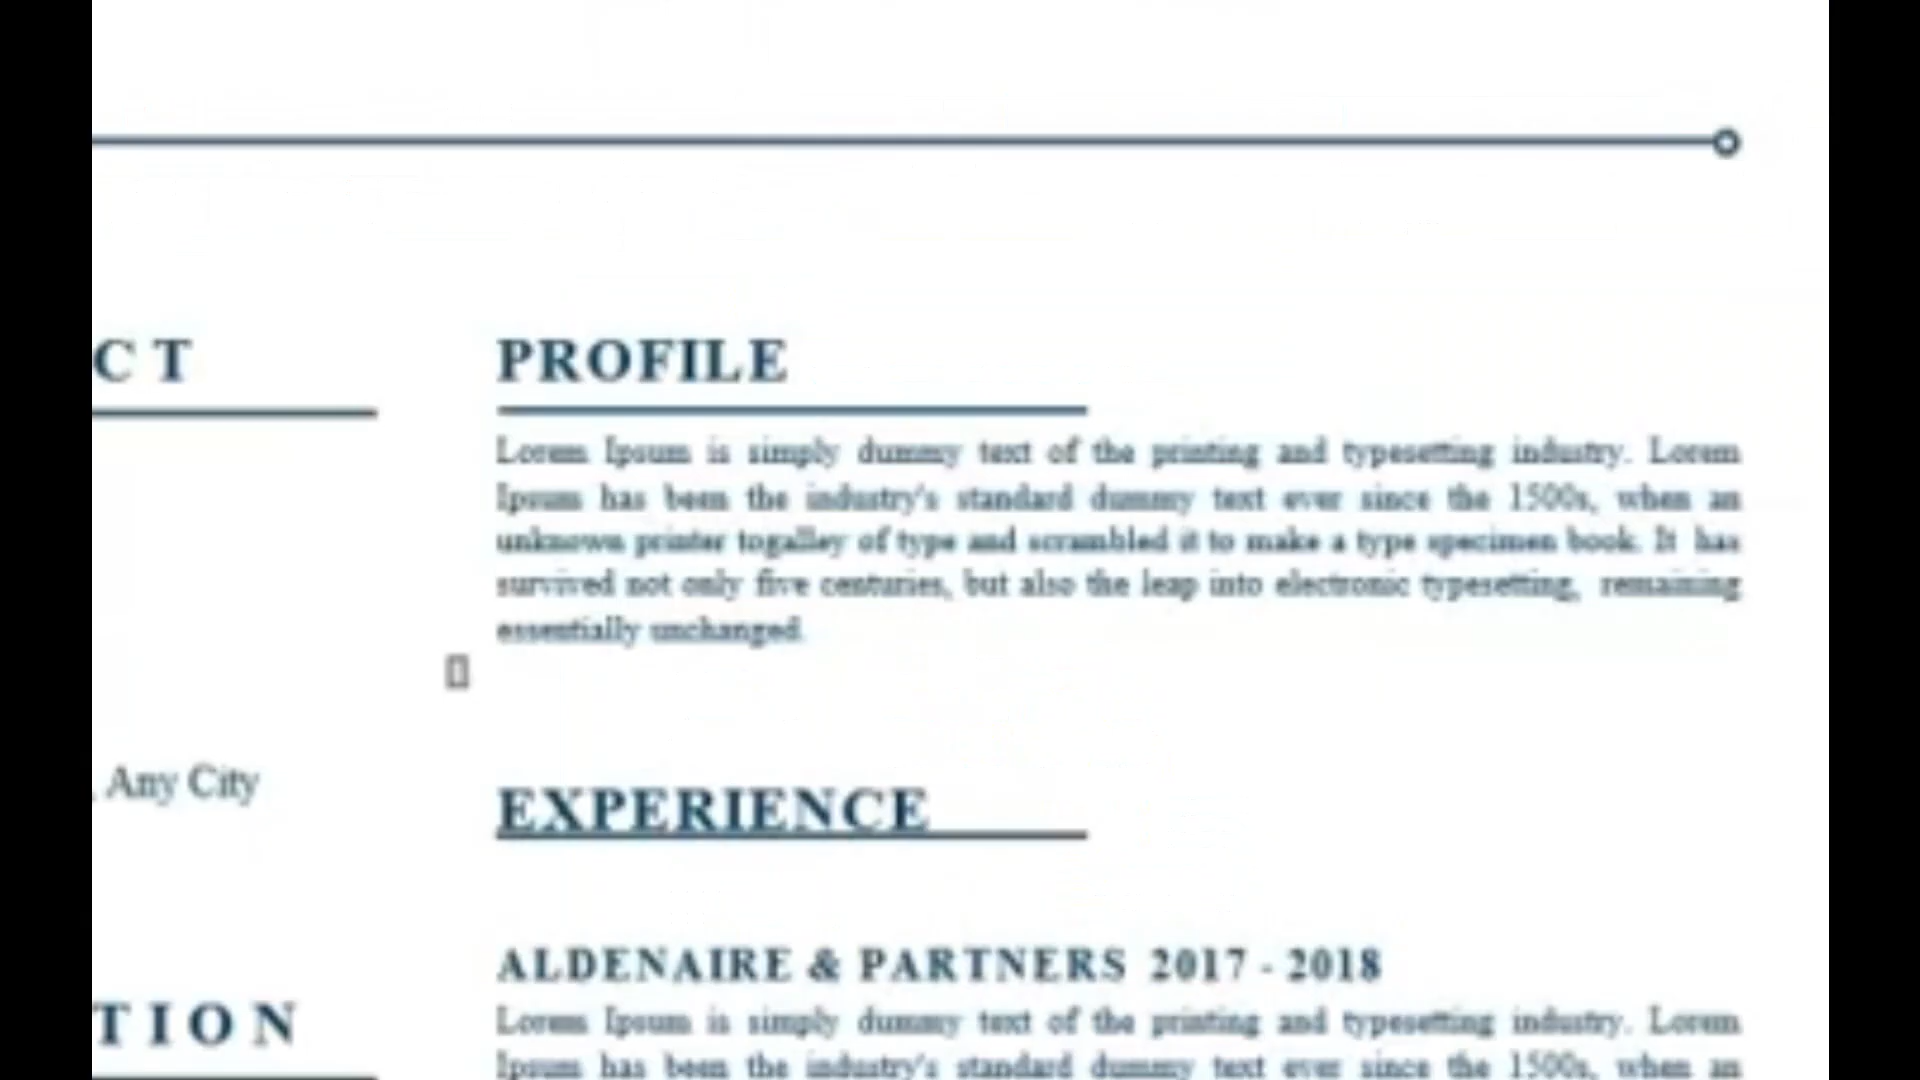 CT
, Any City
TION
PROFILE
Lorem Ipsum is simply dummy text of the printing and typesetting industry. Lorem
Ipsum has been the industry's standard dummy text ever since the 1500s, when an
unknown printer togalley of type and scrambled it to make a type specimen book. It has
survived not only five centuries, but also the leap into electronic typesetting, remaining
essentially unchanged.
EXPERIENCE
ALDENAIRE & PARTNERS 2017 - 2018
Lorem Ipsum is simply dummy text of the printing and typesetting industry. Lorem
Ipsum has been the industry's standard dummy text ever since the 1500s, when an